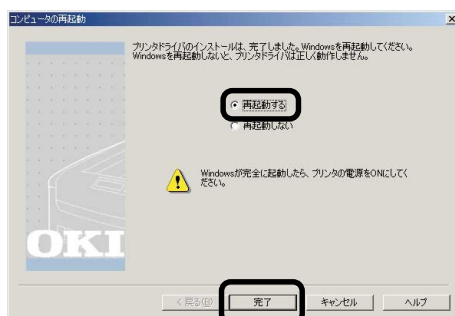 コンピュータの再起動
プリンタドライバのインストールは、完了しました。Windowsを再起動してください。
Windowsを再起動しないと、プリンタドライバは正しく動作しません。
再起動する
再起動しない
Windowsが完全に起動したら、プリンタの電源をONにしてく
ださい。
OKI
< 戻る(B)
完了
キャンセル
ヘルプ